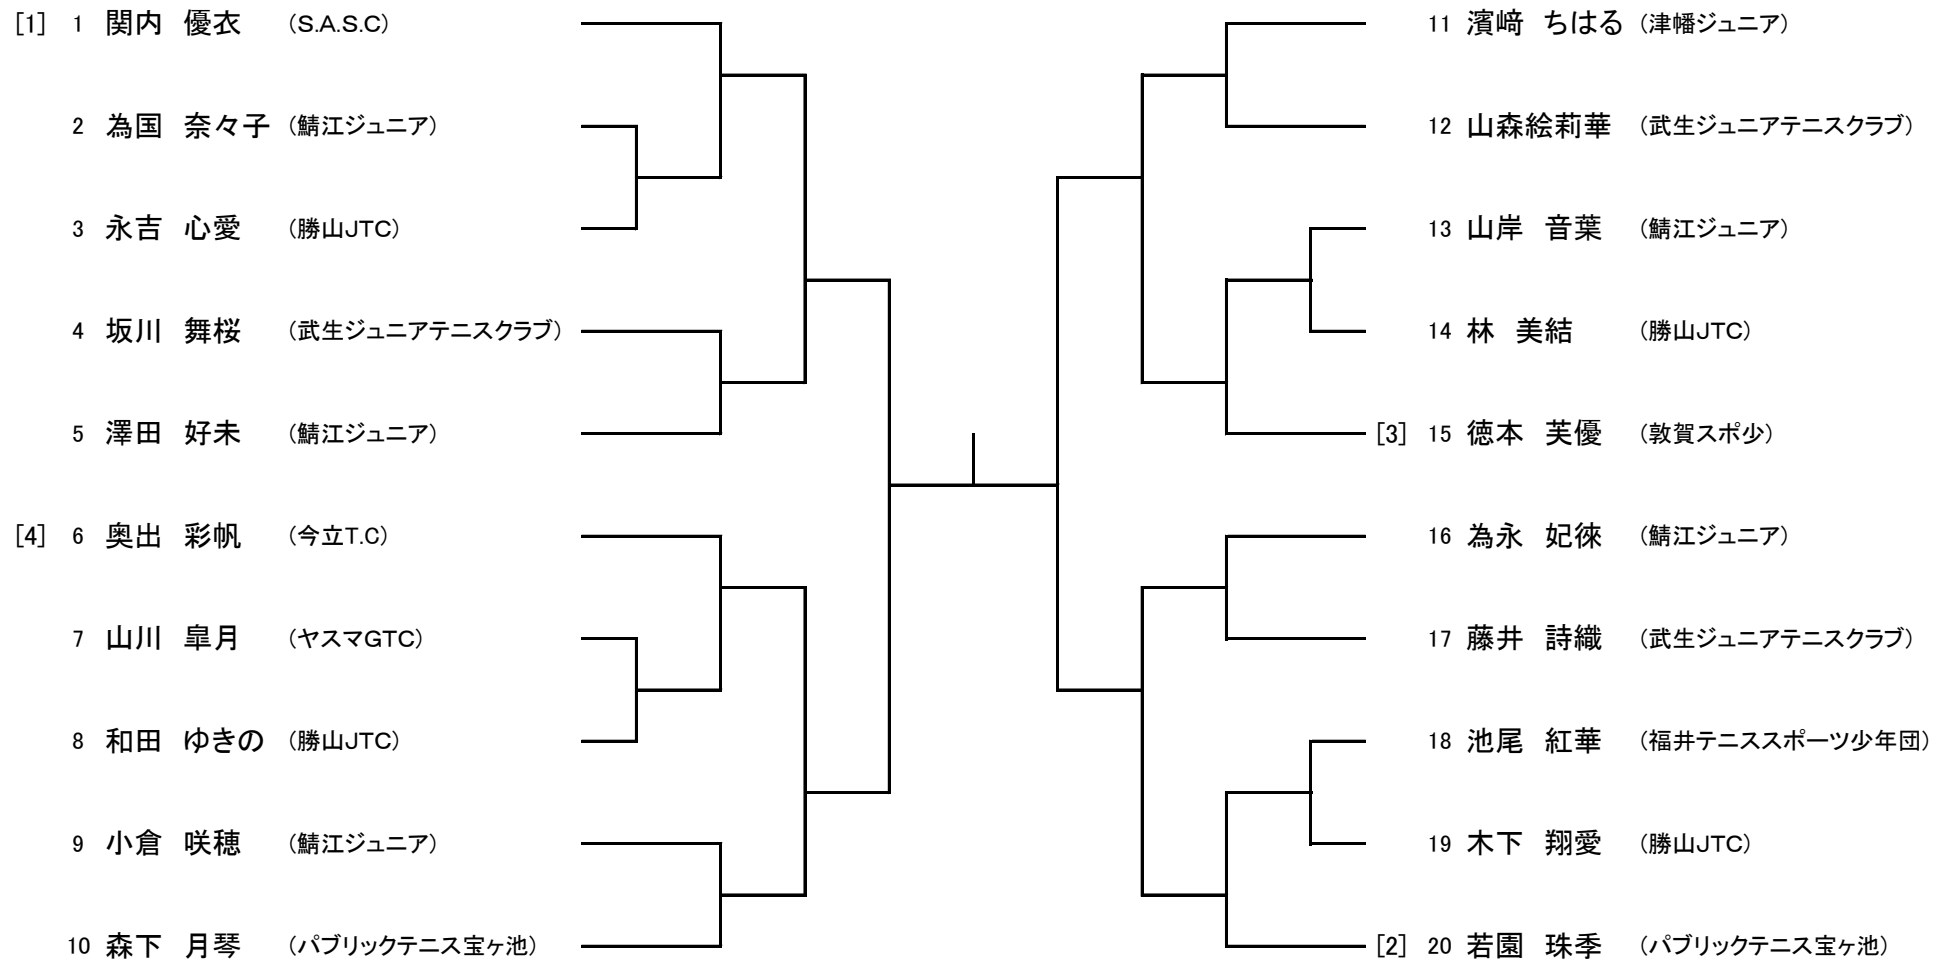 [1] 1 関内 優衣 (S.A.S.C)
2 為国 奈々子 (鯖江ジュニア)
3 永吉 心愛 (勝山JTC)
4 坂川 舞桜 (武生ジュニアテニスクラブ)
5 澤田 好未 (鯖江ジュニア)
[4] 6 奥出 彩帆 (今立T.C)
7 山川 皐月 (ヤスマGTC)
8 和田 ゆきの (勝山JTC)
9 小倉 咲穂 (鯖江ジュニア)
10 森下 月琴 (パブリックテニス宝ヶ池)
11 濱﨑 ちはる (津幡ジュニア)
12 山森絵莉華 (武生ジュニアテニスクラブ)
13 山岸 音葉 (鯖江ジュニア)
14 林 美結 (勝山JTC)
[3] 15 徳本 芙優 (敦賀スポ少)
16 為永 妃徠 (鯖江ジュニア)
17 藤井 詩織 (武生ジュニアテニスクラブ)
18 池尾 紅華 (福井テニススポーツ少年団)
19 木下 翔愛 (勝山JTC)
[2] 20 若園 珠季 (パブリックテニス宝ヶ池)